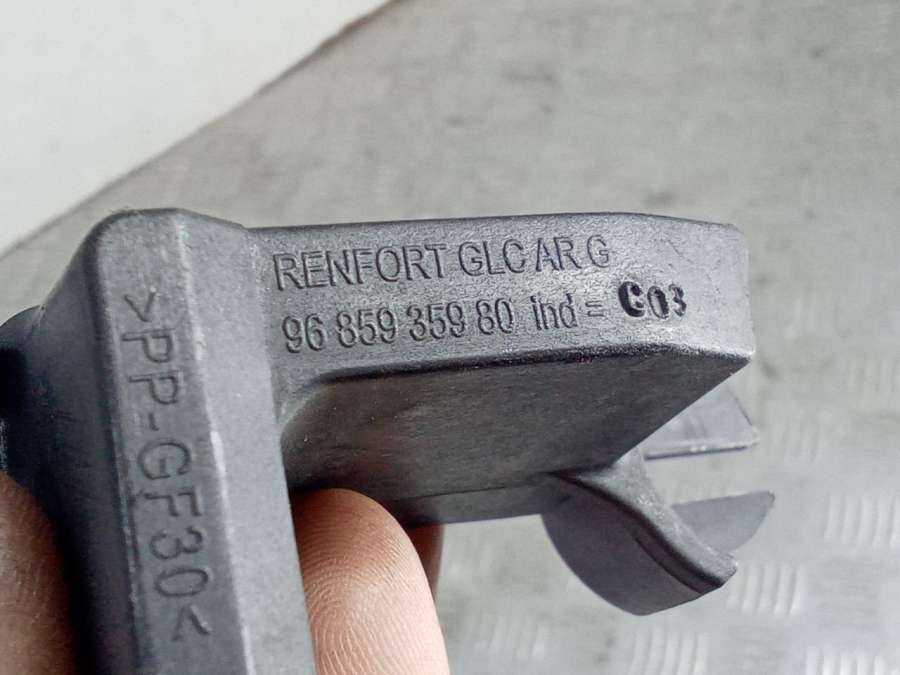 RENFORT GLC AR G
96 859 359 80 ind = C03
>PP-GF30<